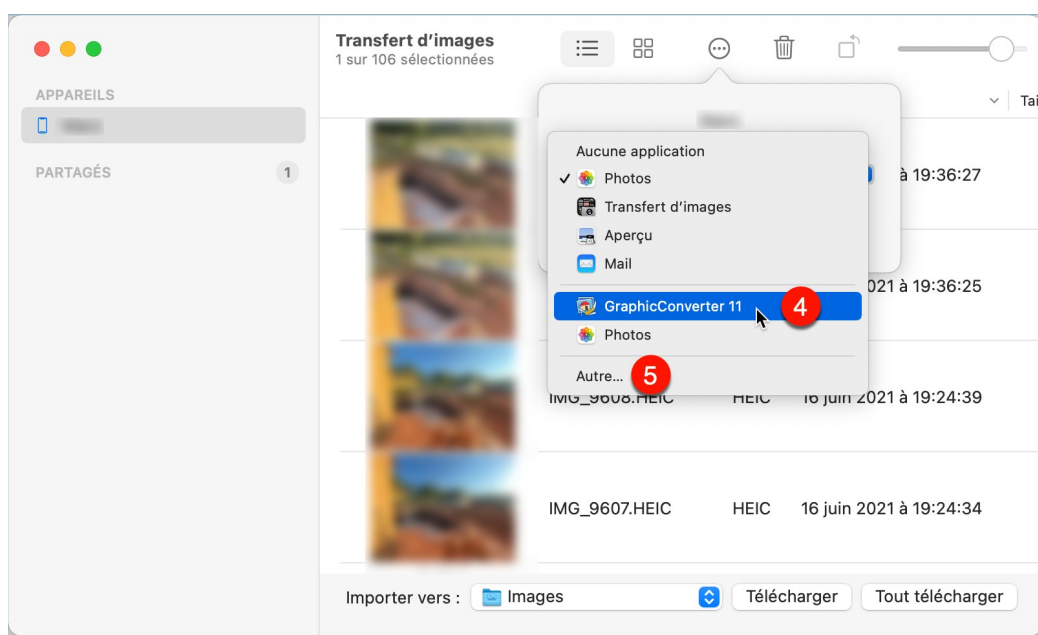 Transfert d’images
1 sur 106 sélectionnées
APPAREILS
PARTAGÉS
1
Tai
Aucune application
✓ Photos
Transfert d’images
Aperçu
Mail
GraphicConverter 11
4
Photos
Autre...
5
à 19:36:27
021 à 19:36:25
IMG_9608.HEIC HEIC 16 juin 2021 à 19:24:39
IMG_9607.HEIC HEIC 16 juin 2021 à 19:24:34
Importer vers : Images Télécharger Tout télécharger